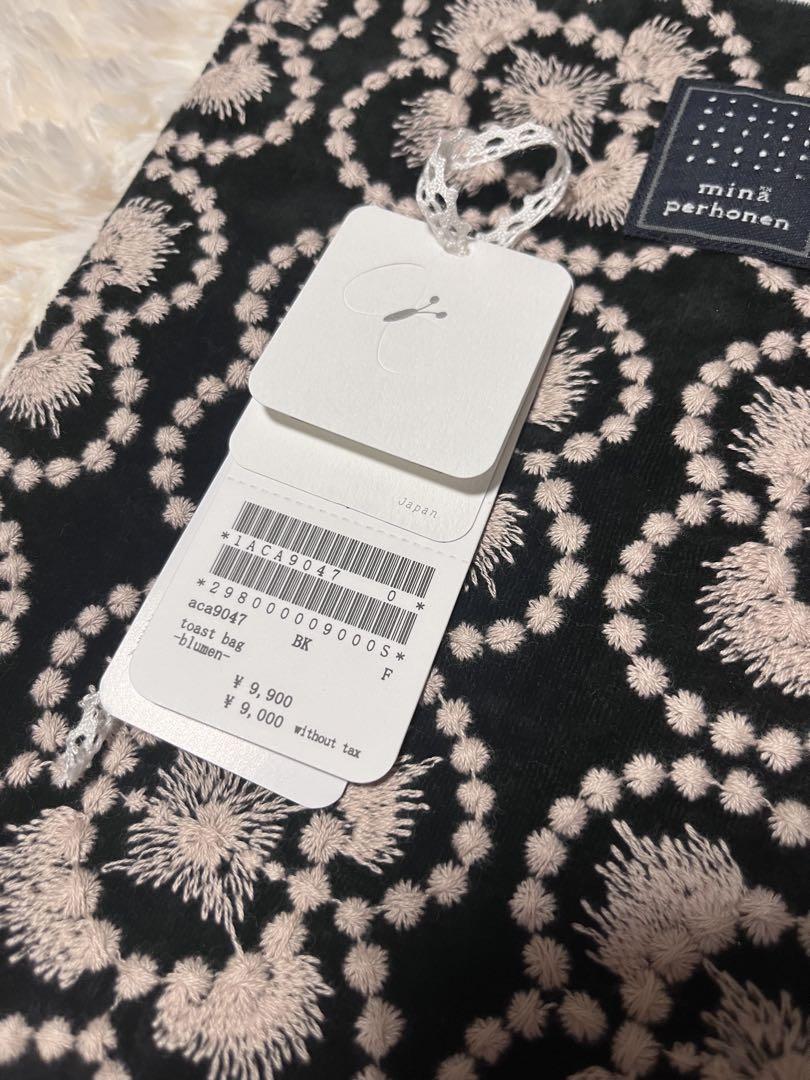 minä
perhonen
Japan
*1ACA9047 0*
*298000009000S*
aca9047 BK F
toast bag
-blumen-
¥ 9,900
¥ 9,000 without tax